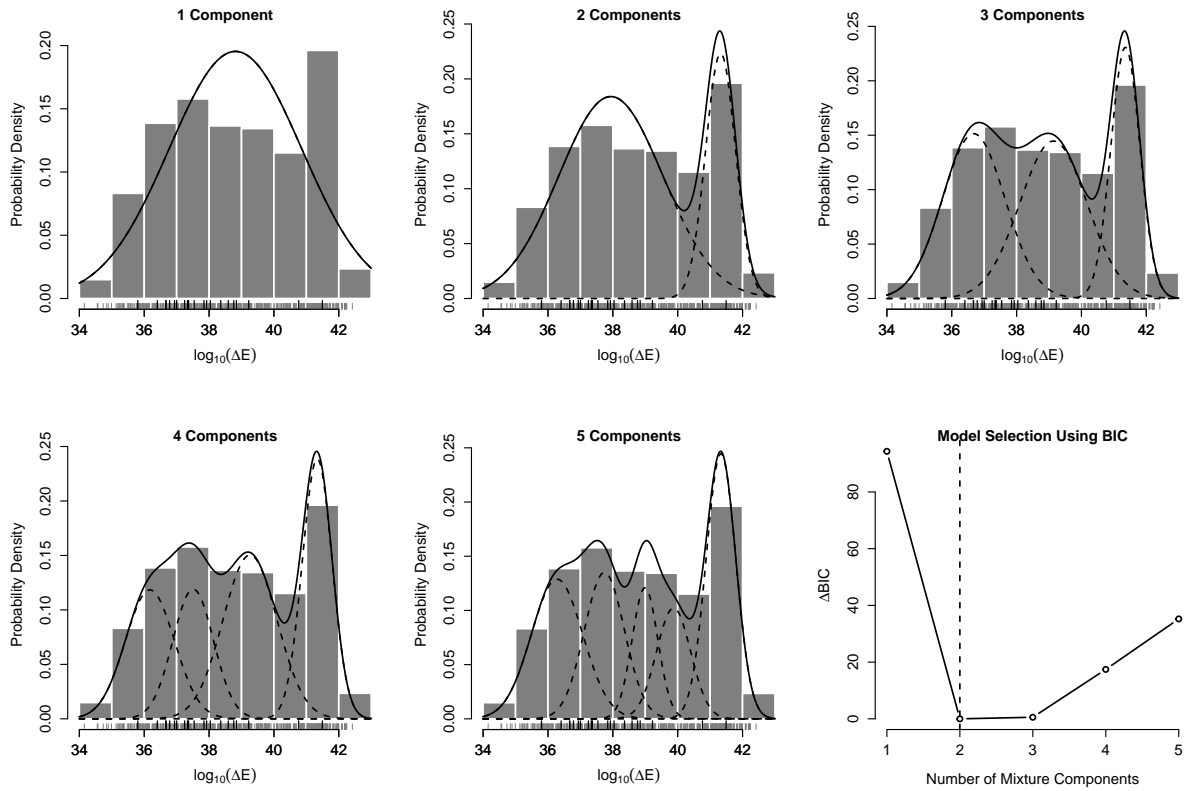 1 Component
Probability Density
0.00 0.05 0.10 0.15 0.20
34 36 38 40 42
log10(ΔE)
2 Components
Probability Density
0.00 0.05 0.10 0.15 0.20 0.25
34 36 38 40 42
log10(ΔE)
3 Components
Probability Density
0.00 0.05 0.10 0.15 0.20 0.25
34 36 38 40 42
log10(ΔE)
4 Components
Probability Density
0.00 0.05 0.10 0.15 0.20 0.25
34 36 38 40 42
log10(ΔE)
5 Components
Probability Density
0.00 0.05 0.10 0.15 0.20 0.25
34 36 38 40 42
log10(ΔE)
Model Selection Using BIC
ΔBIC
0 20 40 60 80
1 2 3 4 5
Number of Mixture Components